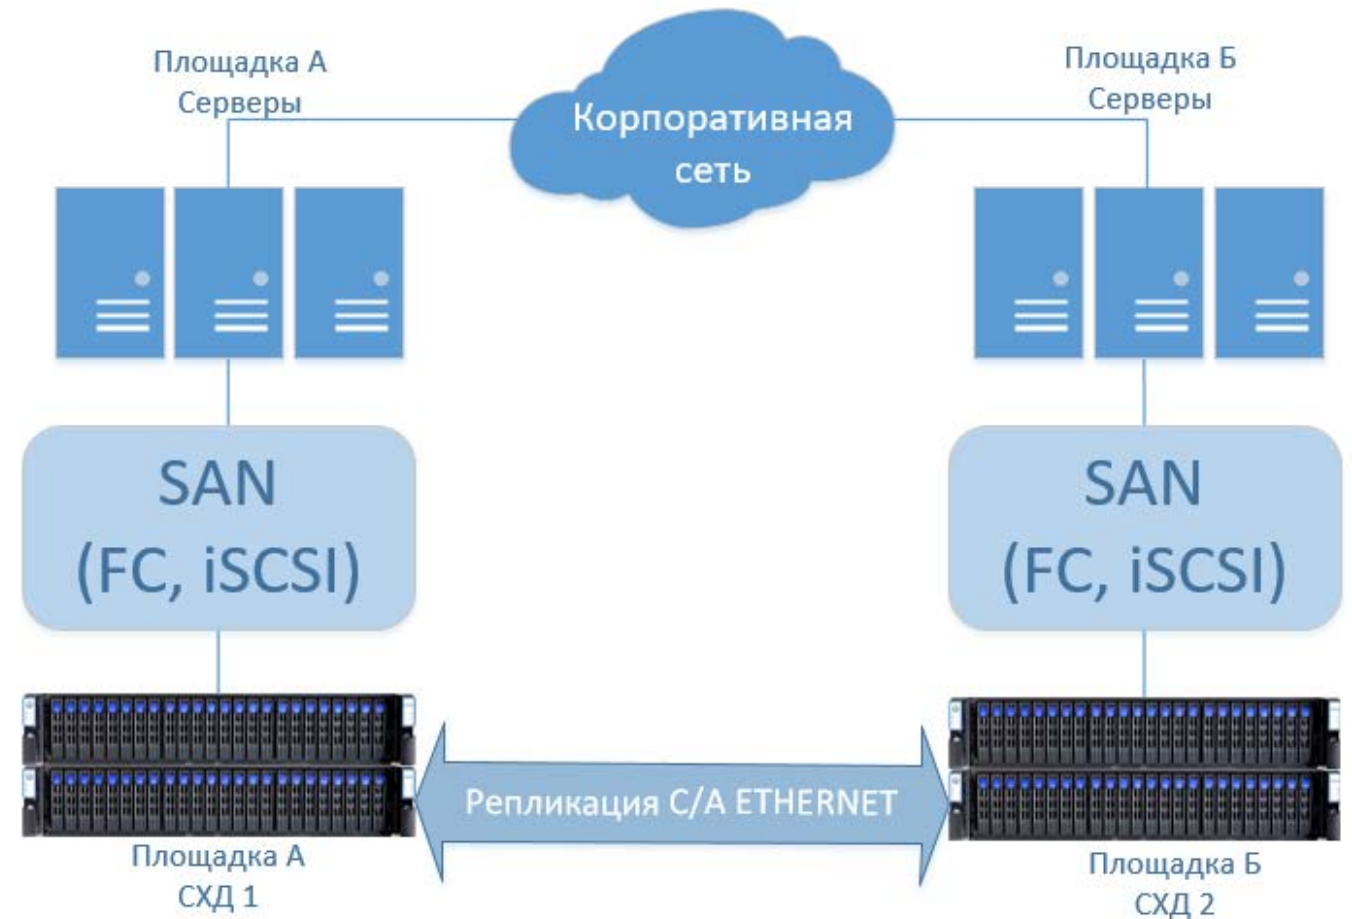 Площадка А
Серверы
Корпоративная
сеть
Площадка Б
Серверы
SAN
(FC, iSCSI)
SAN
(FC, iSCSI)
Репликация С/А ETHERNET
Площадка А
СХД 1
Площадка Б
СХД 2